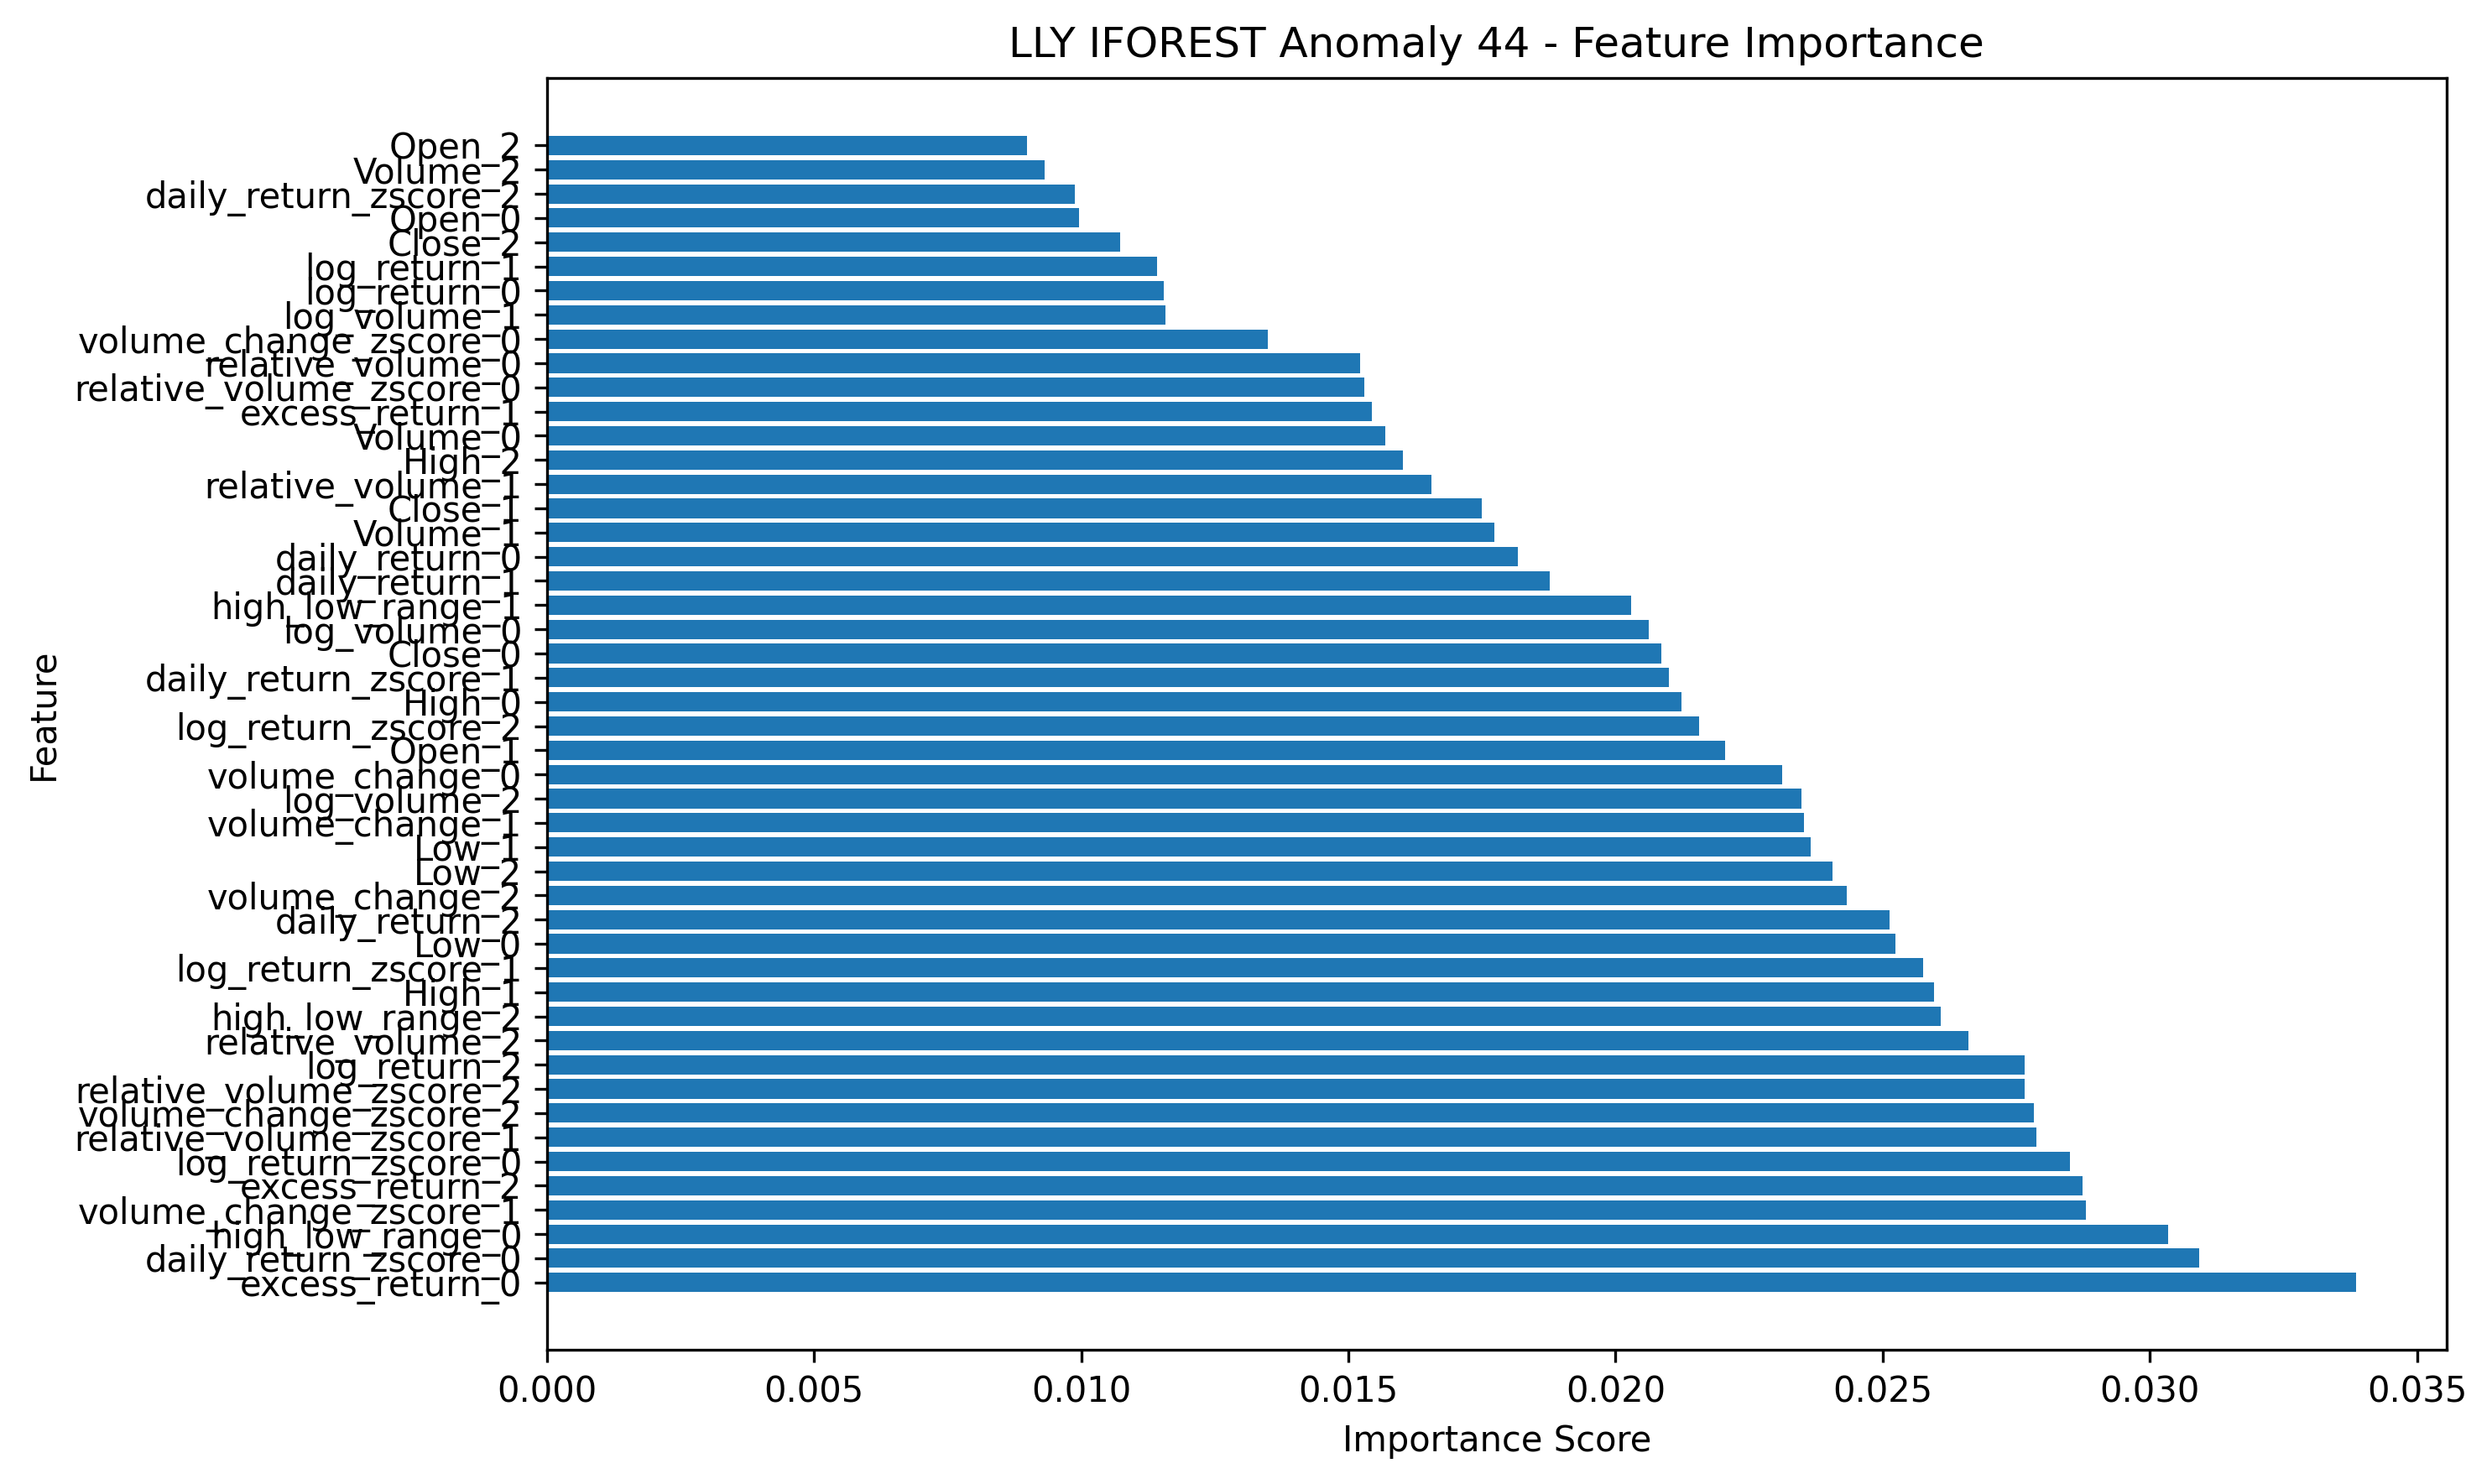 LLY IFOREST Anomaly 44 - Feature Importance
Open_2
Volume_2
daily_return_zscore_2
Open_0
Close_2
log_return_1
log_return_0
log_volume_1
volume_change_zscore_0
relative_volume_0
relative_volume_zscore_0
excess_return_1
Volume_0
High_2
relative_volume_1
Close_1
Volume_1
daily_return_0
daily_return_1
high_low_range_1
log_volume_0
Close_0
daily_return_zscore_1
High_0
log_return_zscore_2
Open_1
volume_change_0
log_volume_2
volume_change_1
Low_1
Low_2
volume_change_2
daily_return_2
Low_0
log_return_zscore_1
High_1
high_low_range_2
relative_volume_2
log_return_2
relative_volume_zscore_2
volume_change_zscore_2
relative_volume_zscore_1
log_return_zscore_0
excess_return_2
volume_change_zscore_1
high_low_range_0
daily_return_zscore_0
excess_return_0
Feature
0.000 0.005 0.010 0.015 0.020 0.025 0.030 0.035
Importance Score